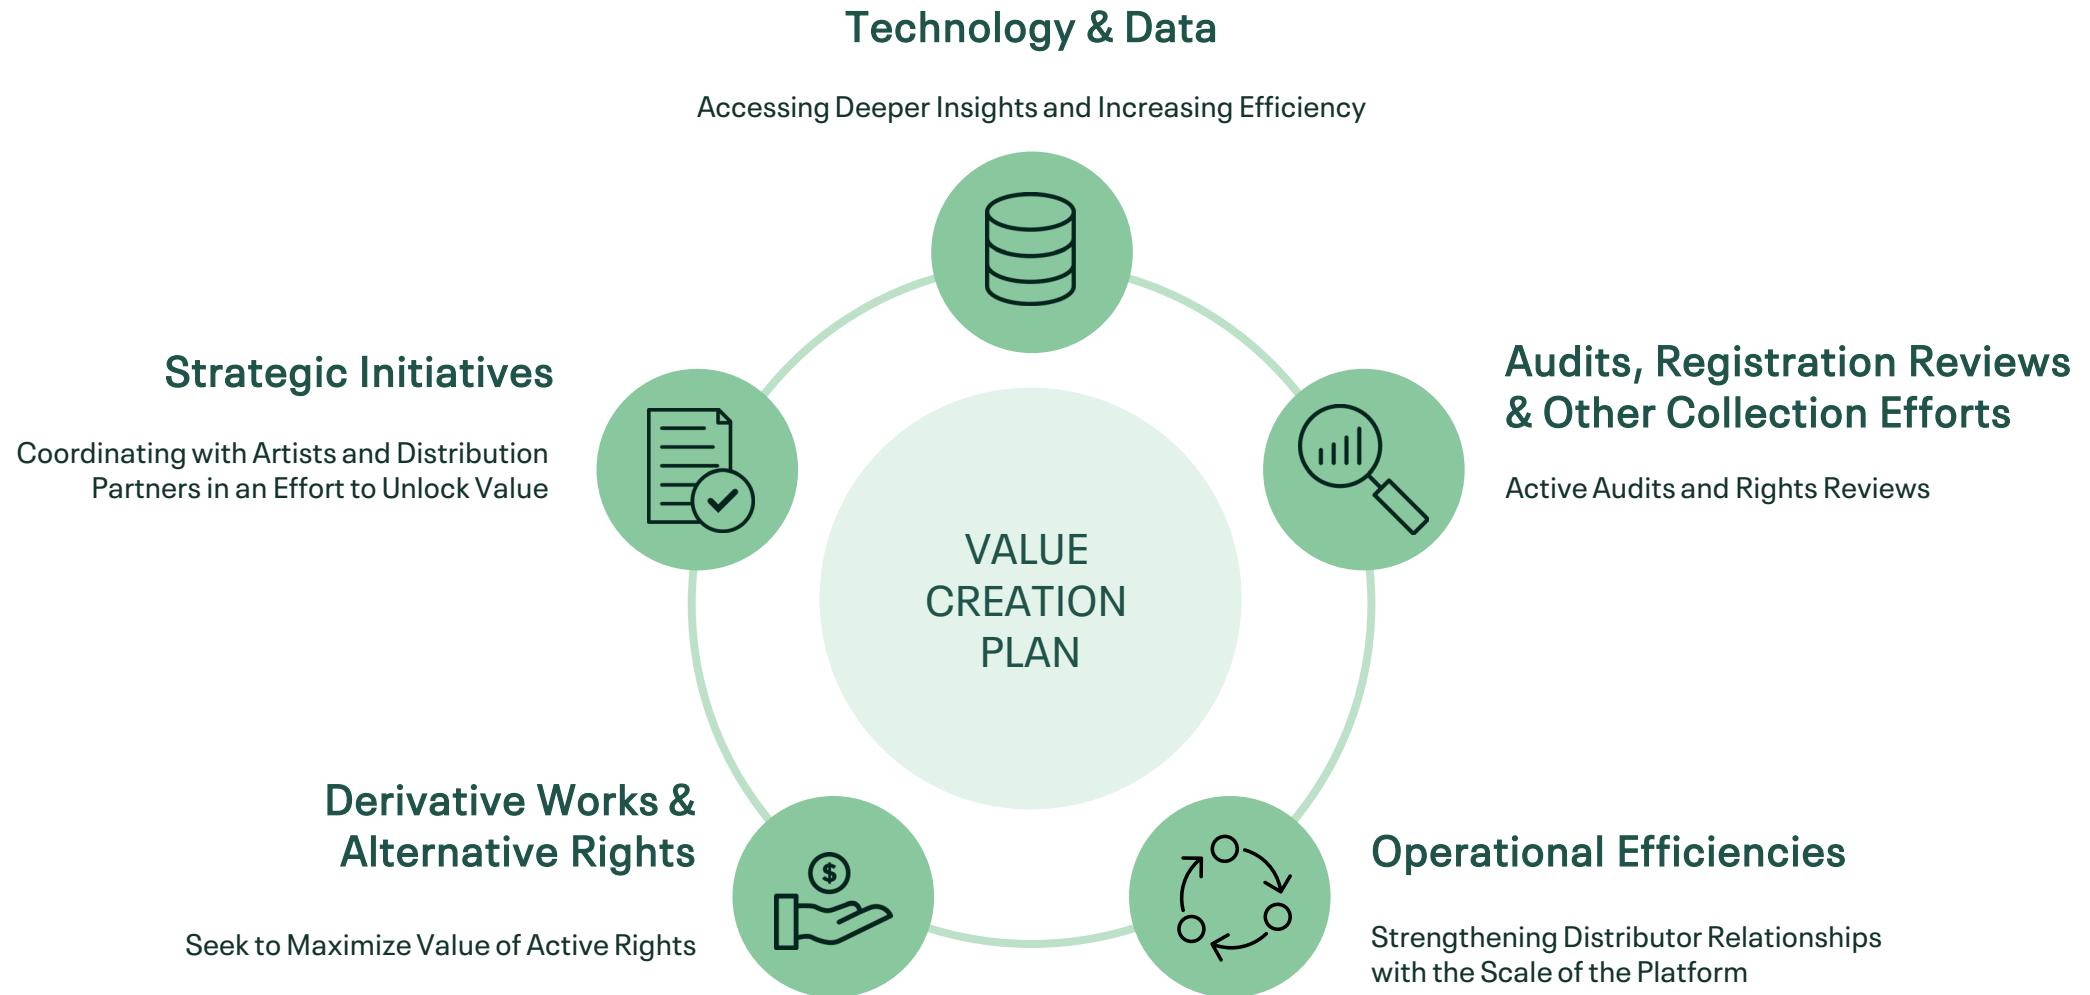 Technology & Data
Accessing Deeper Insights and Increasing Efficiency
Strategic Initiatives
Coordinating with Artists and Distribution
Partners in an Effort to Unlock Value
Audits, Registration Reviews
& Other Collection Efforts
Active Audits and Rights Reviews
VALUE
CREATION
PLAN
Derivative Works &
Alternative Rights
$
Seek to Maximize Value of Active Rights
Operational Efficiencies
Strengthening Distributor Relationships
with the Scale of the Platform